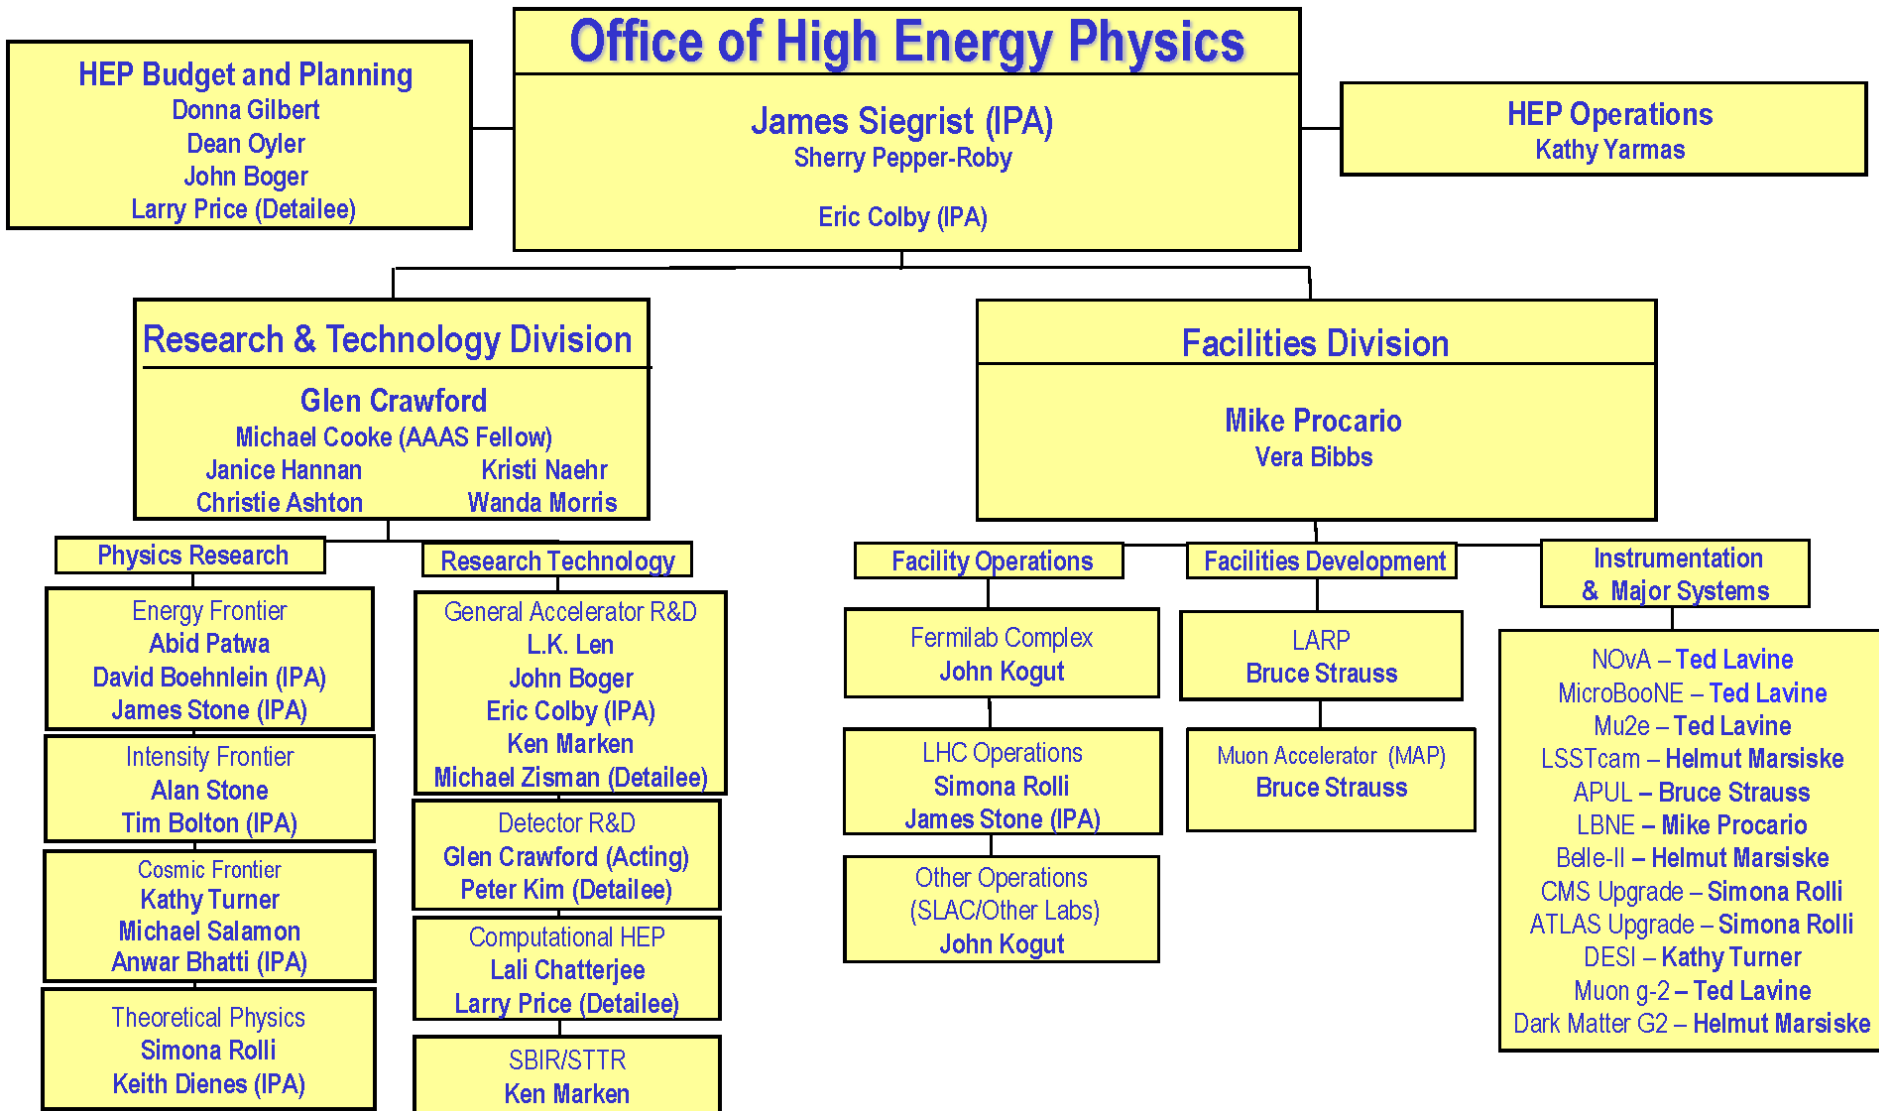 Office of High Energy Physics
James Siegrist (IPA)
Sherry Pepper-Roby
Eric Colby (IPA)
HEP Budget and Planning
Donna Gilbert
Dean Oyler
John Boger
Larry Price (Detailee)
HEP Operations
Kathy Yarmas
Research & Technology Division
Glen Crawford
Michael Cooke (AAAS Fellow)
Janice Hannan Kristi Naehr
Christie Ashton Wanda Morris
Physics Research
Energy Frontier
Abid Patwa
David Boehnlein (IPA)
James Stone (IPA)
Intensity Frontier
Alan Stone
Tim Bolton (IPA)
Cosmic Frontier
Kathy Turner
Michael Salamon
Anwar Bhatti (IPA)
Theoretical Physics
Simona Rolli
Keith Dienes (IPA)
Research Technology
General Accelerator R&D
L.K. Len
John Boger
Eric Colby (IPA)
Ken Marken
Michael Zisman (Detailee)
Detector R&D
Glen Crawford (Acting)
Peter Kim (Detailee)
Computational HEP
Lali Chatterjee
Larry Price (Detailee)
SBIR/STTR
Ken Marken
Facilities Division
Mike Procario
Vera Bibbs
Facility Operations
Fermilab Complex
John Kogut
LHC Operations
Simona Rolli
James Stone (IPA)
Other Operations
(SLAC/Other Labs)
John Kogut
Facilities Development
LARP
Bruce Strauss
Muon Accelerator (MAP)
Bruce Strauss
Instrumentation
& Major Systems
NOvA – Ted Lavine
MicroBooNE – Ted Lavine
Mu2e – Ted Lavine
LSSTcam – Helmut Marsiske
APUL – Bruce Strauss
LBNE – Mike Procario
Belle-II – Helmut Marsiske
CMS Upgrade – Simona Rolli
ATLAS Upgrade – Simona Rolli
DESI – Kathy Turner
Muon g-2 – Ted Lavine
Dark Matter G2 – Helmut Marsiske